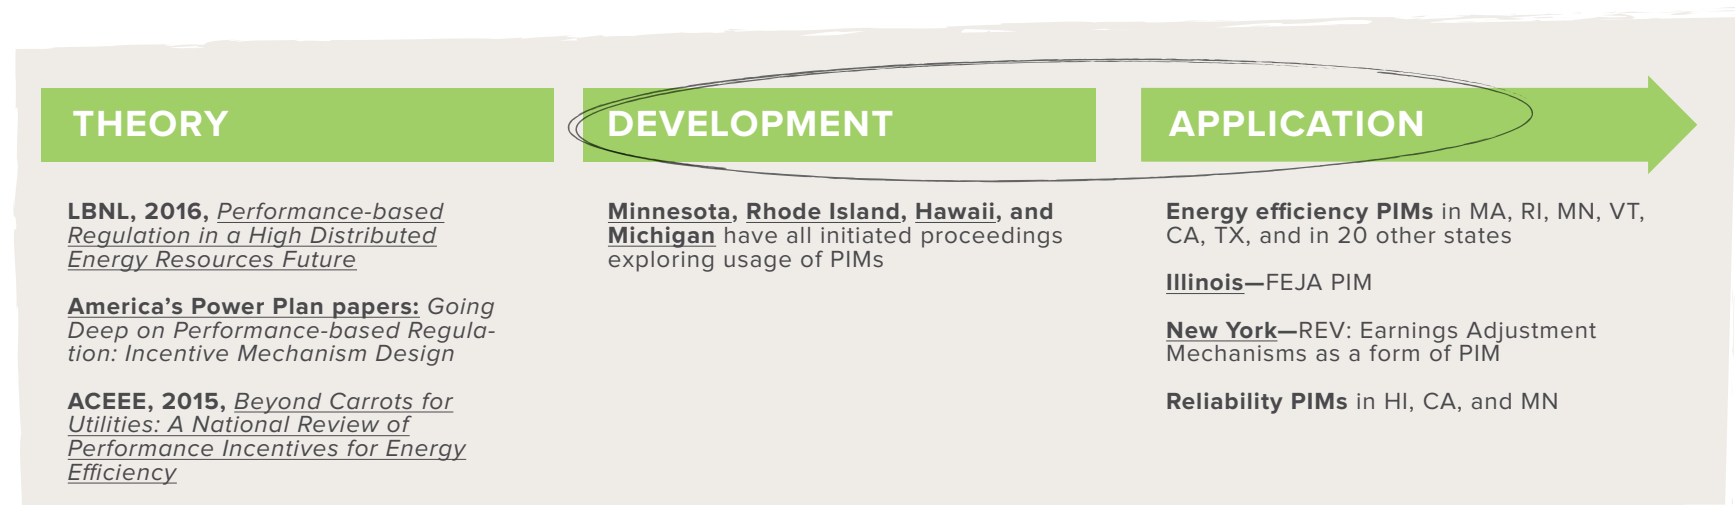 THEORY
LBNL, 2016, Performance-based
Regulation in a High Distributed
Energy Resources Future
America’s Power Plan papers: Going
Deep on Performance-based Regula-
tion: Incentive Mechanism Design
ACEEE, 2015, Beyond Carrots for
Utilities: A National Review of
Performance Incentives for Energy
Efficiency
DEVELOPMENT
Minnesota, Rhode Island, Hawaii, and
Michigan have all initiated proceedings
exploring usage of PIMs
APPLICATION
Energy efficiency PIMs in MA, RI, MN, VT,
CA, TX, and in 20 other states
Illinois—FEJA PIM
New York—REV: Earnings Adjustment
Mechanisms as a form of PIM
Reliability PIMs in HI, CA, and MN